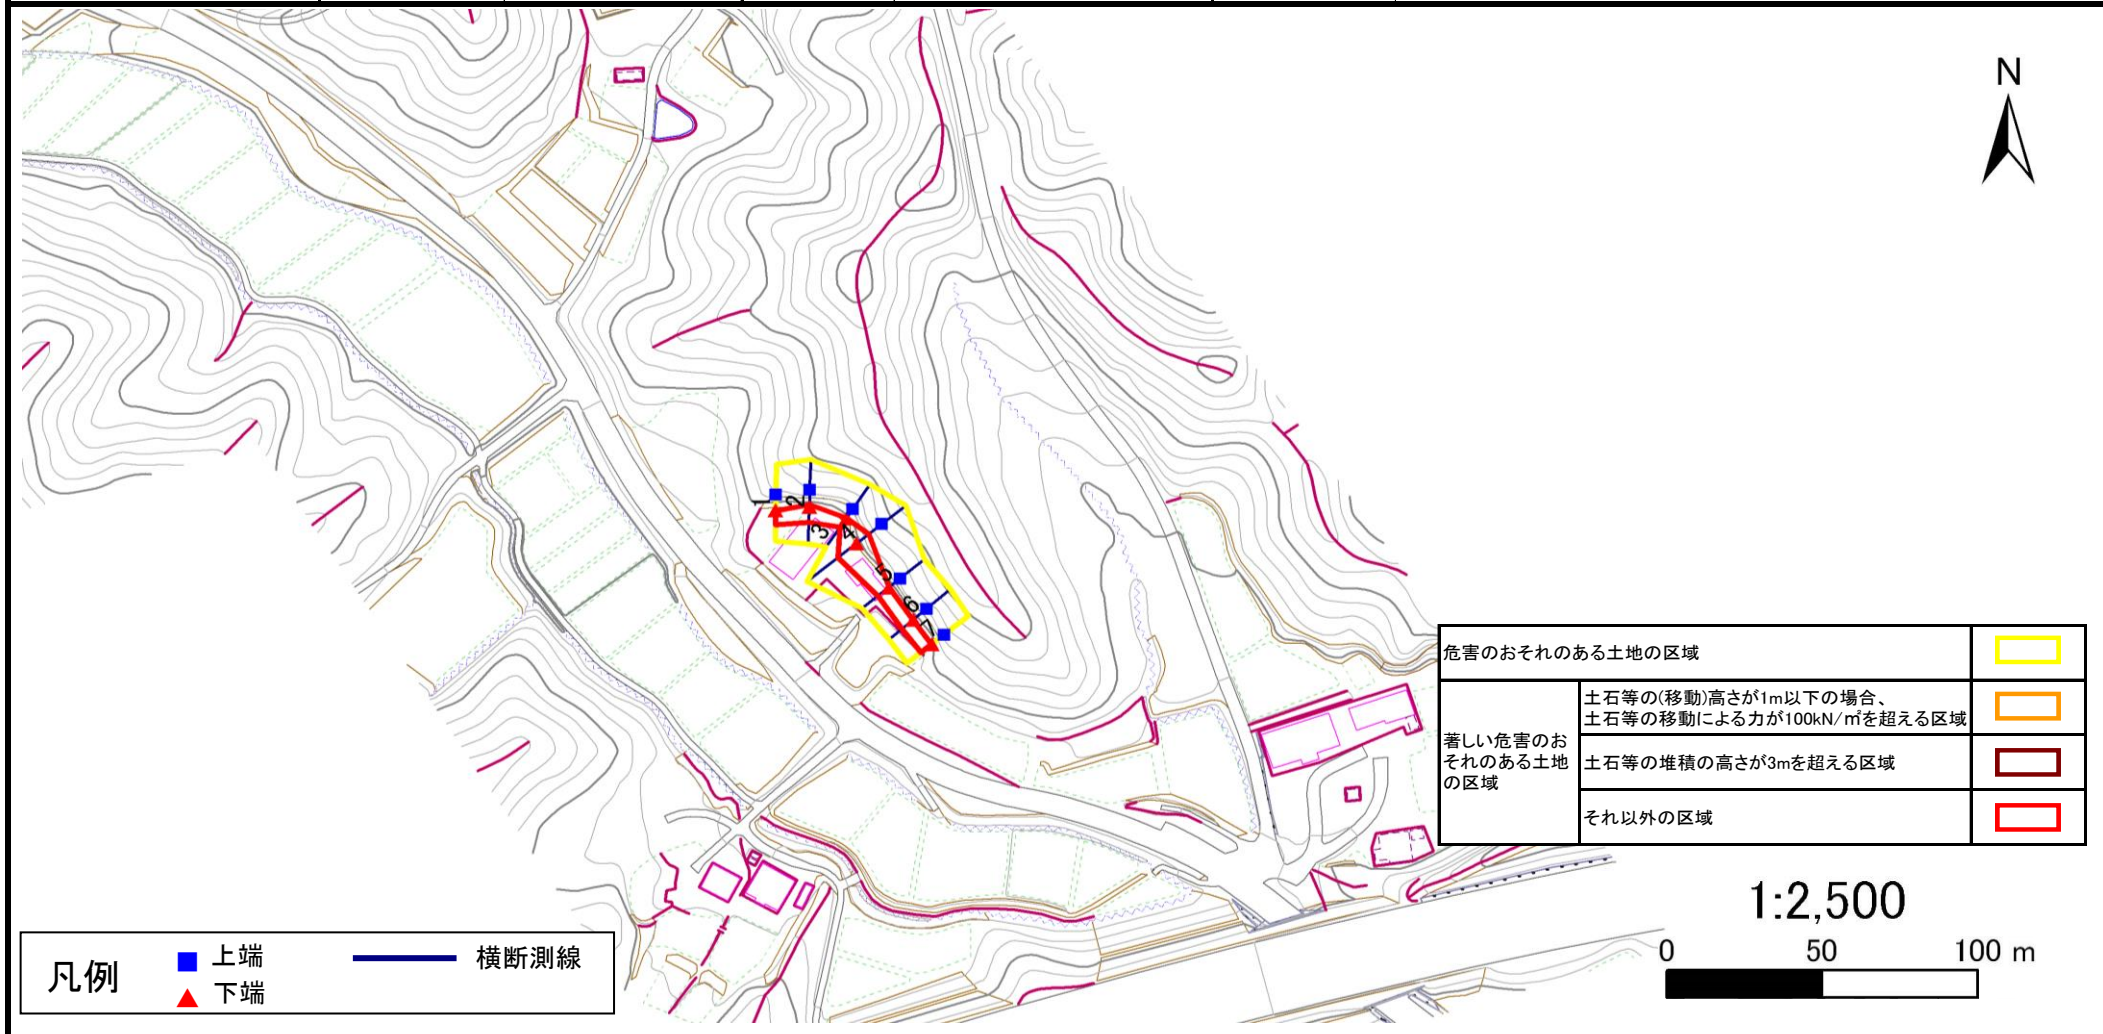 N
1
2
3
4
5
6
7
危害のおそれのある土地の区域
著しい危害のお
それのある土地
の区域
土石等の(移動)高さが1m以下の場合、
土石等の移動による力が100kN/㎡を超える区域
土石等の堆積の高さが3mを超える区域
それ以外の区域
1:2,500
0 50 100 m
凡例
上端
下端
横断測線